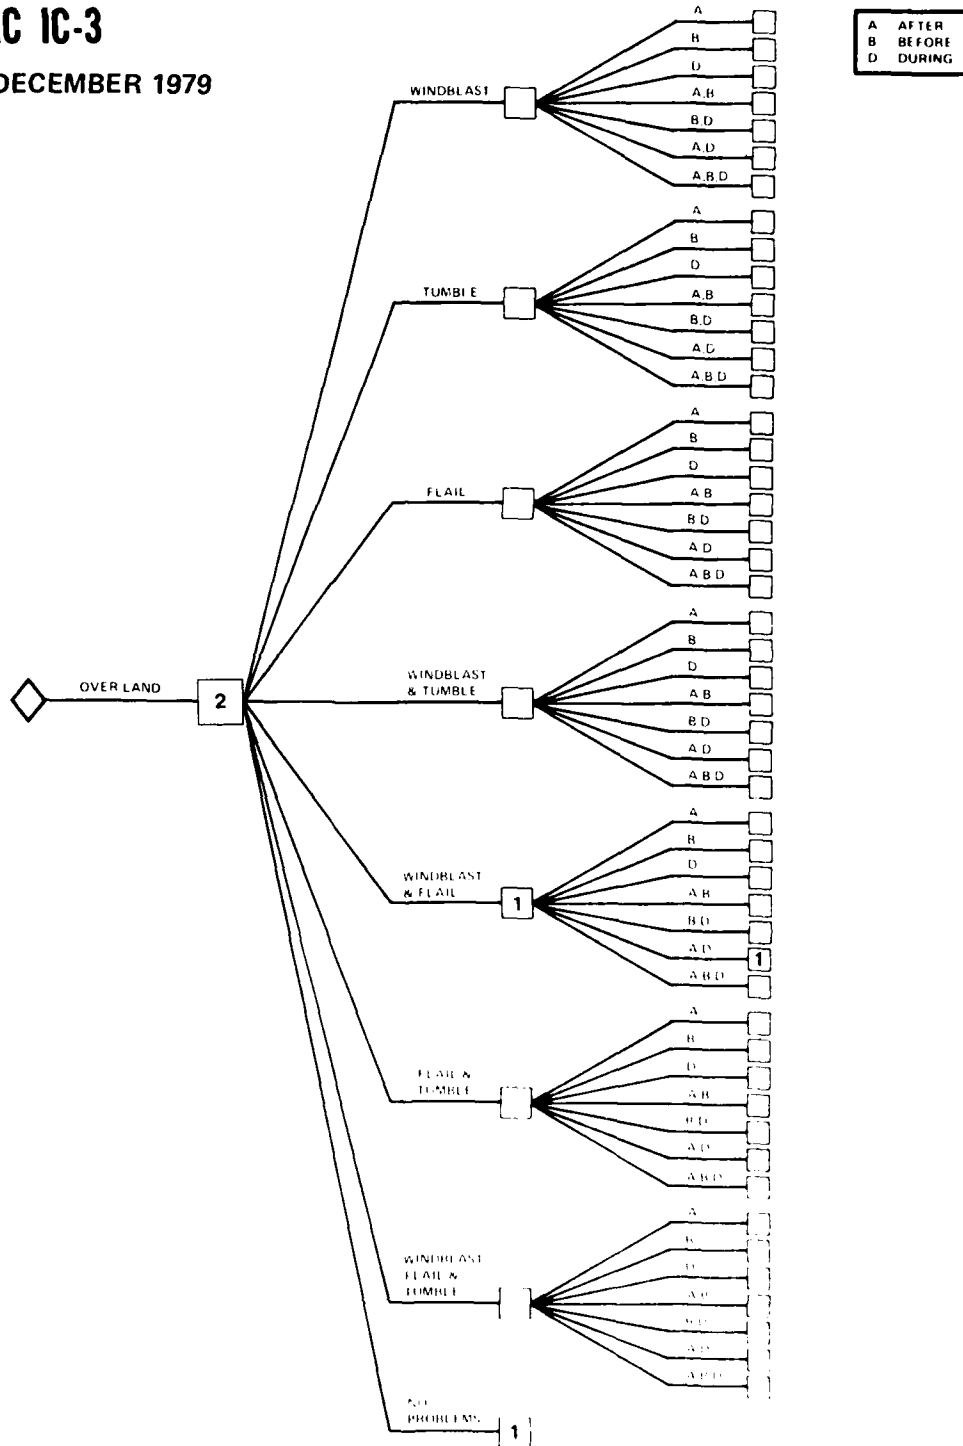 C IC-3
DECEMBER 1979
A AFTER
B BEFORE
D DURING
OVER LAND
2
WINDBLAST
A
B
D
A,B
B,D
A,D
A,B,D
TUMBLE
A
B
D
A,B
B,D
A,D
A,B,D
FLAIL
A
B
D
A B
B D
A D
A B D
WINDBLAST
& TUMBLE
A
B
D
A B
B D
A D
A B D
WINDBLAST
& FLAIL
1
A
B
D
A B
B D
A D
1
A B D
FLAIL &
TUMBLE
A
B
D
A B
B D
A D
A B D
WINDBLAST
FLAIL &
TUMBLE
A
B
D
A B
B D
A D
A B D
NO
PROBLEMS
1